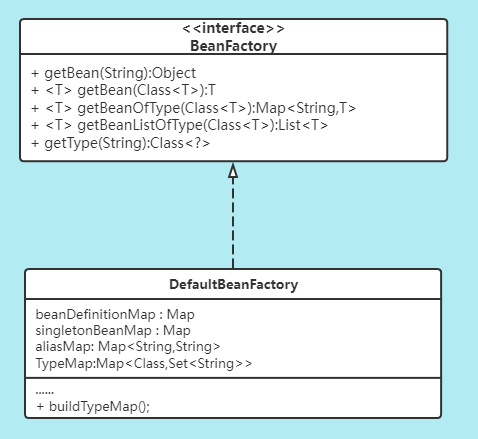 <<interface>>
BeanFactory
+ getBean(String):Object
+ <T> getBean(Class<T>):T
+ <T> getBeanOfType(Class<T>):Map<String,T>
+ <T> getBeanListOfType(Class<T>):List<T>
+ getType(String):Class<?>
DefaultBeanFactory
beanDefinitionMap : Map
singletonBeanMap : Map
aliasMap: Map<String,String>
TypeMap:Map<Class,Set<String>>
......
+ buildTypeMap();